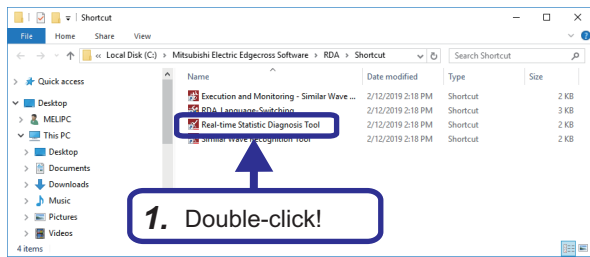 Shortcut
File Home Share View
« Local Disk (C:) > Mitsubishi Electric Edgecross Software > RDA > Shortcut Search Shortcut
Name Date modified Type Size
Quick access
Execution and Monitoring - Similar Wave ... 2/12/2019 2:18 PM Shortcut 2 KB
Desktop
RDA Language-Switching 2/12/2019 2:18 PM Shortcut 3 KB
MELIPC
Real-time Statistic Diagnosis Tool 2/12/2019 2:18 PM Shortcut 2 KB
This PC
Similar Wave Recognition Tool 2/12/2019 2:18 PM Shortcut 2 KB
Desktop
Documents
Downloads
Music
Pictures
Videos
1. Double-click!
4 items